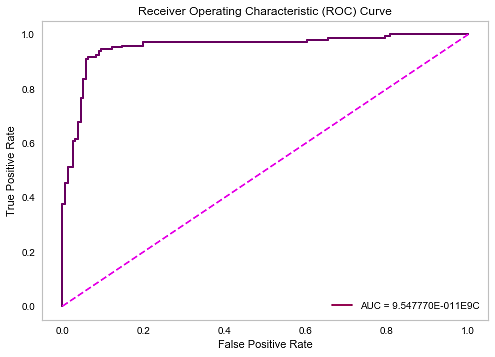 Receiver Operating Characteristic (ROC) Curve
1.0
0.8
0.6
0.4
0.2
0.0
True Positive Rate
AUC = 9.547770E-011E9C
0.0 0.2 0.4 0.6 0.8 1.0
False Positive Rate